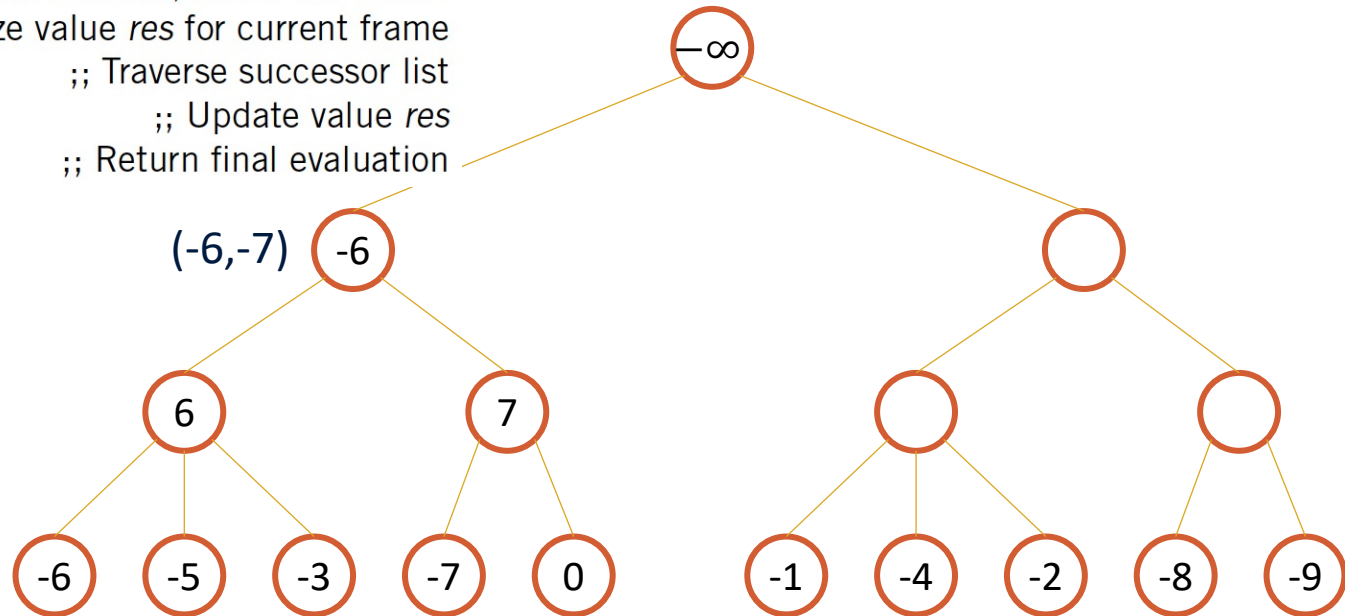 ze value res for current frame
;; Traverse successor list
;; Update value res
;; Return final evaluation
−∞
(-6,-7) -6
6 7
-6 -5 -3 -7 0 -1 -4 -2 -8 -9